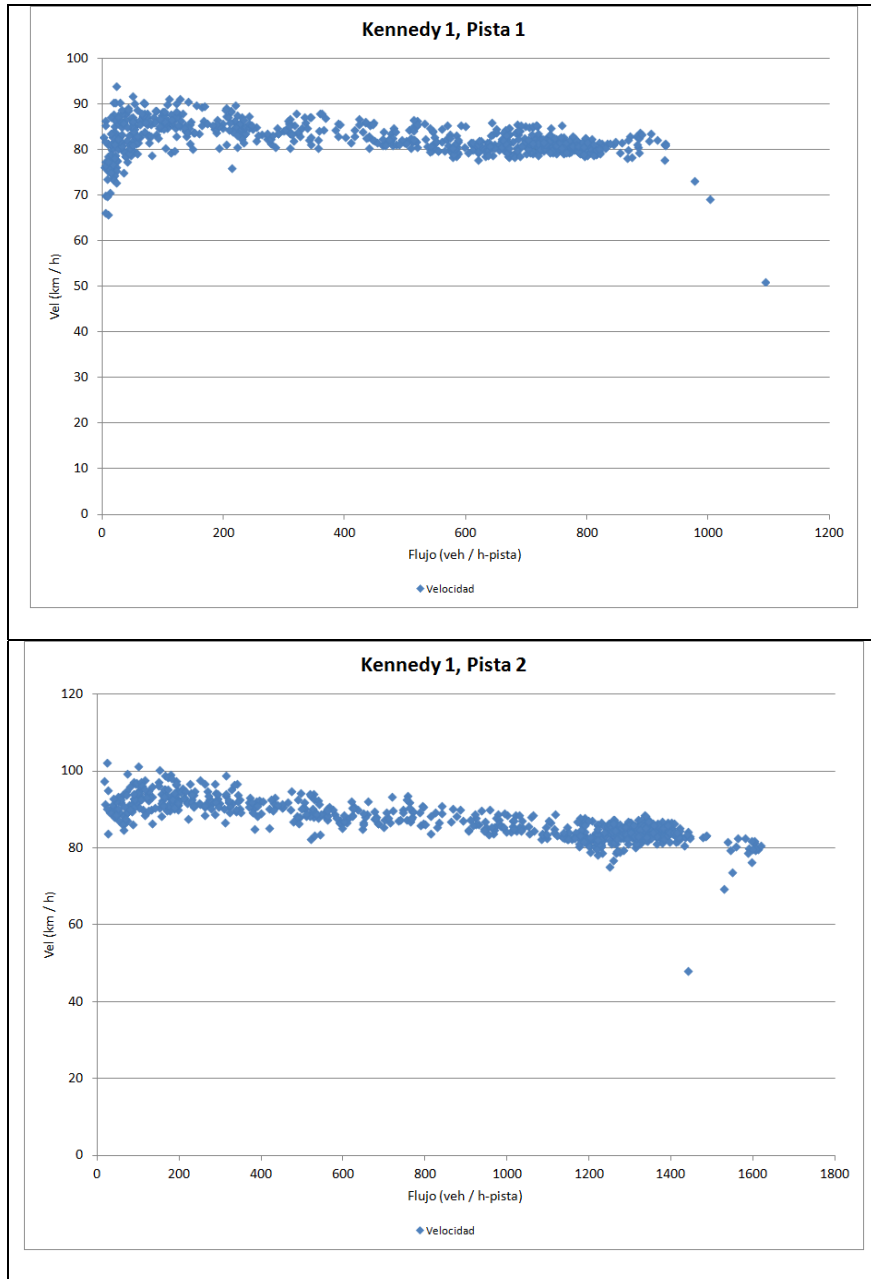 Kennedy 1, Pista 1
100
90
80
70
60
50
40
30
20
10
0
Vel (km / h)
0 200 400 600 800 1000 1200
Flujo (veh / h-pista)
Velocidad
Kennedy 1, Pista 2
120
100
80
60
40
20
0
Vel (km / h)
0 200 400 600 800 1000 1200 1400 1600 1800
Flujo (veh / h-pista)
Velocidad